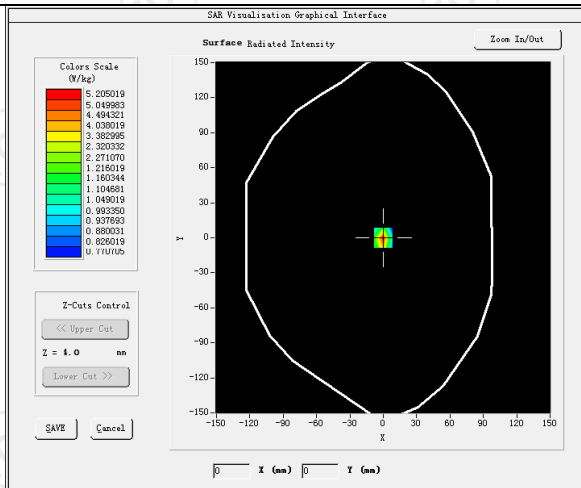 SAR Visualisation Graphical Interface
Surface Radiated Intensity
Zoom In/Out
Colors Scale
(W/kg)
5.205019
5.049983
4.494321
4.038019
3.382995
2.320332
2.271070
1.216019
1.160344
1.104681
1.049019
0.993350
0.937693
0.880031
0.826019
0.770705
150
120
90
60
30
0
-30
-60
-90
-120
-150
Y
-150 -120 -90 -60 -30 0 30 60 90 120 150
X
Z-Cuts Control
<< Upper Cut
Z = 4.0 mm
Lower Cut >>
SAVE Cancel
0 X (mm) 0 Y (mm)